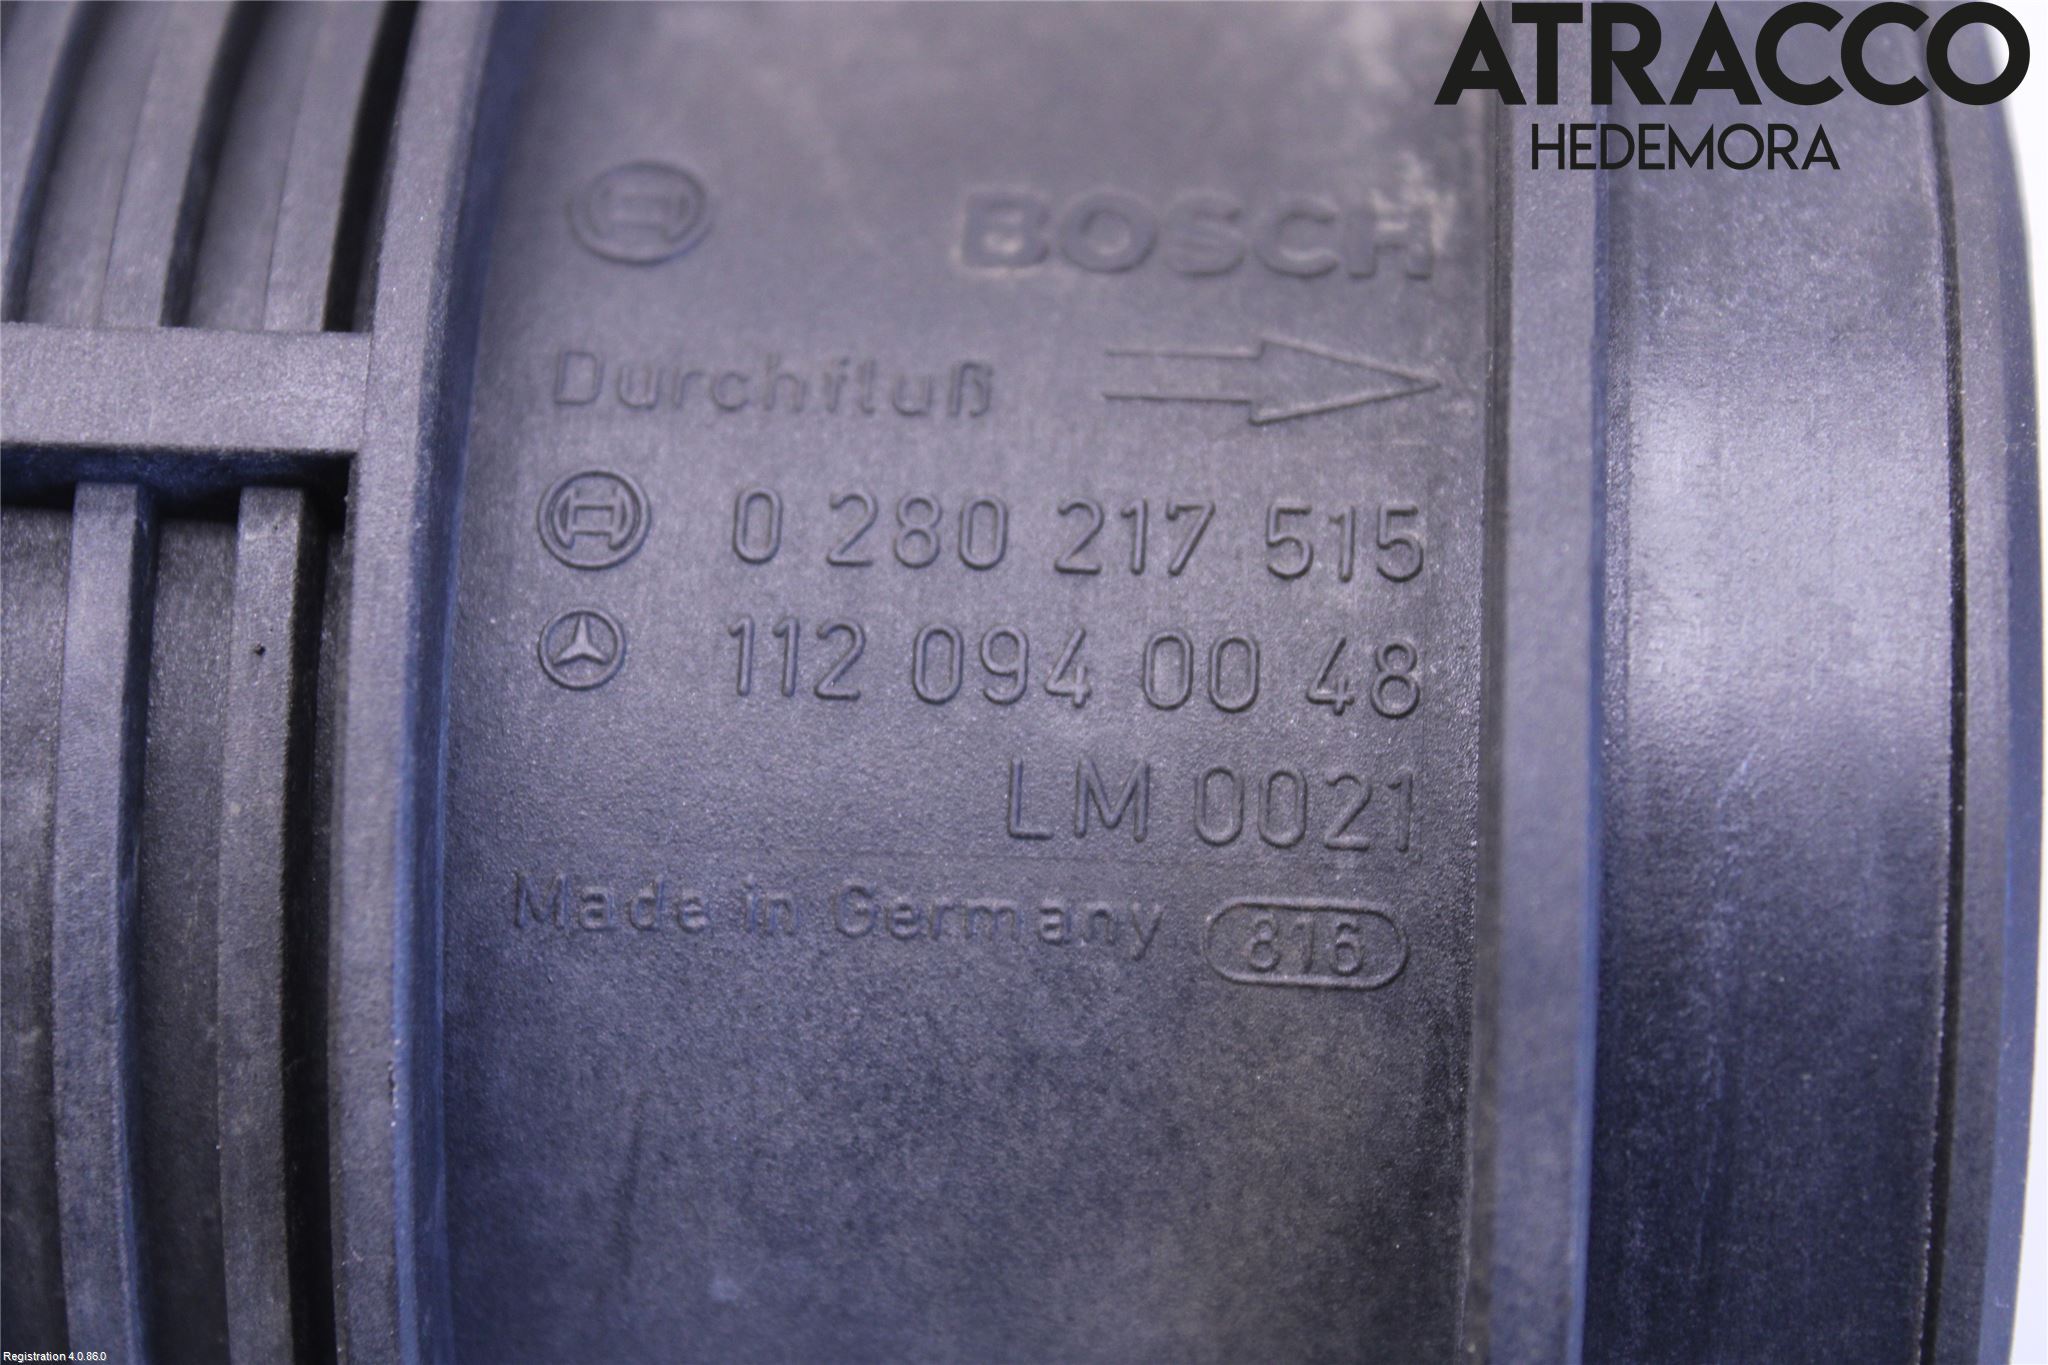 ATRACCO
HEDEMORA
BOSCH
Durchfluß
0 280 217 515
112 094 00 48
LM 0021
Made in Germany 816
Registration 4.0.86.0